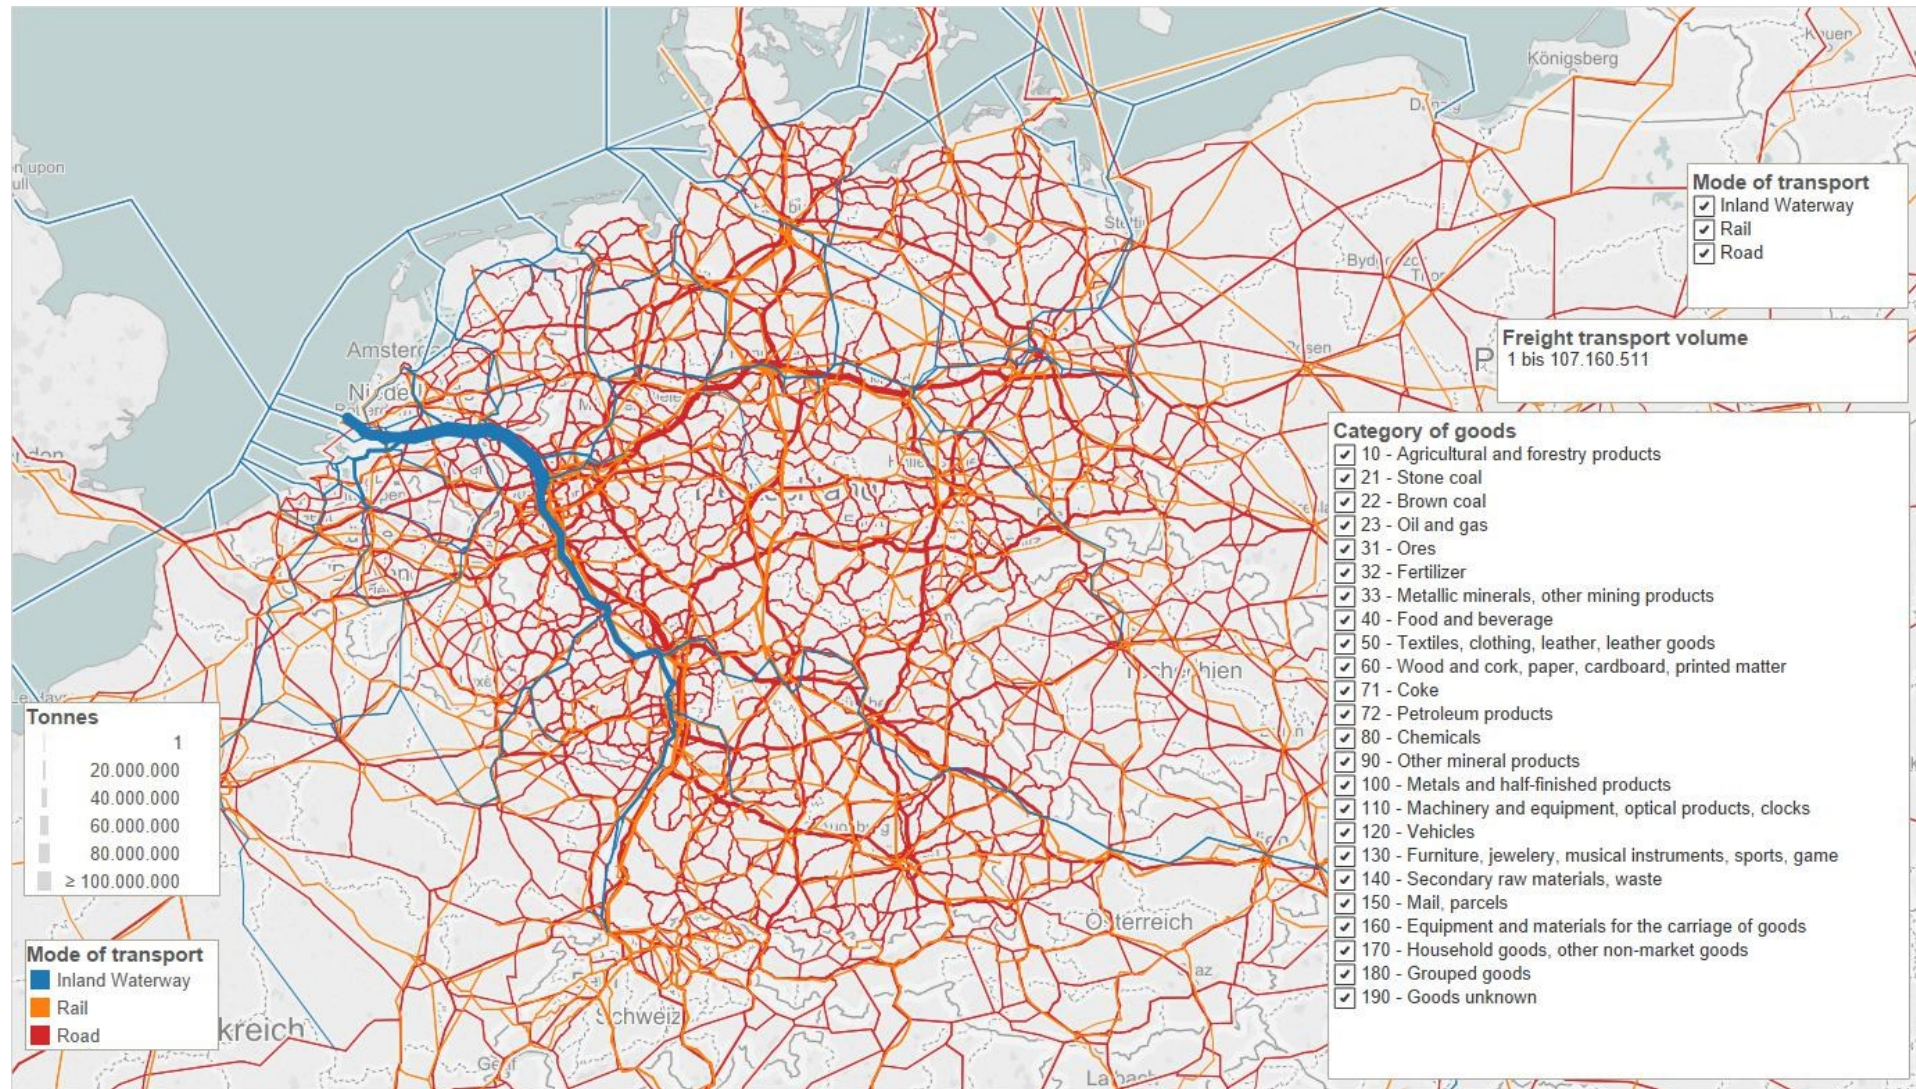 Königsberg
Mode of transport
Inland Waterway
Rail
Road
Freight transport volume
1 bis 107.160.511
Category of goods
10 - Agricultural and forestry products
21 - Stone coal
22 - Brown coal
23 - Oil and gas
31 - Ores
32 - Fertilizer
33 - Metallic minerals, other mining products
40 - Food and beverage
50 - Textiles, clothing, leather, leather goods
60 - Wood and cork, paper, cardboard, printed matter
71 - Coke
72 - Petroleum products
80 - Chemicals
90 - Other mineral products
100 - Metals and half-finished products
110 - Machinery and equipment, optical products, clocks
120 - Vehicles
130 - Furniture, jewelery, musical instruments, sports, game
140 - Secondary raw materials, waste
150 - Mail, parcels
160 - Equipment and materials for the carriage of goods
170 - Household goods, other non-market goods
180 - Grouped goods
190 - Goods unknown
Österreich
Schweiz
kreich
Tonnes
1
20.000.000
40.000.000
60.000.000
80.000.000
≥ 100.000.000
Mode of transport
Inland Waterway
Rail
Road